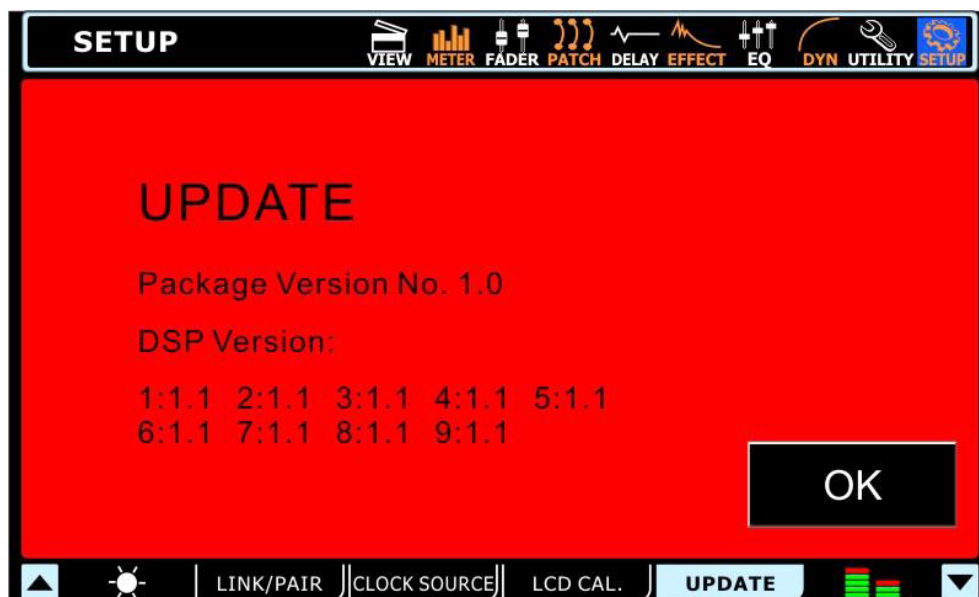 SETUP
VIEW METER FADER PATCH DELAY EFFECT EQ DYN UTILITY SETUP
UPDATE
Package Version No. 1.0
DSP Version:
1:1.1 2:1.1 3:1.1 4:1.1 5:1.1
6:1.1 7:1.1 8:1.1 9:1.1
OK
LINK/PAIR CLOCK SOURCE LCD CAL. UPDATE